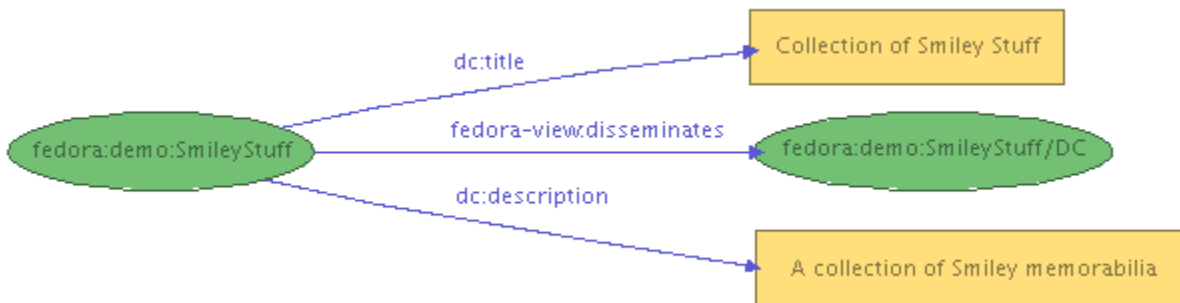 Collection of Smiley Stuff
dc:title
fedora-view:disseminates
fedora:demo:SmileyStuff
fedora:demo:SmileyStuff/DC
dc:description
A collection of Smiley memorabilia